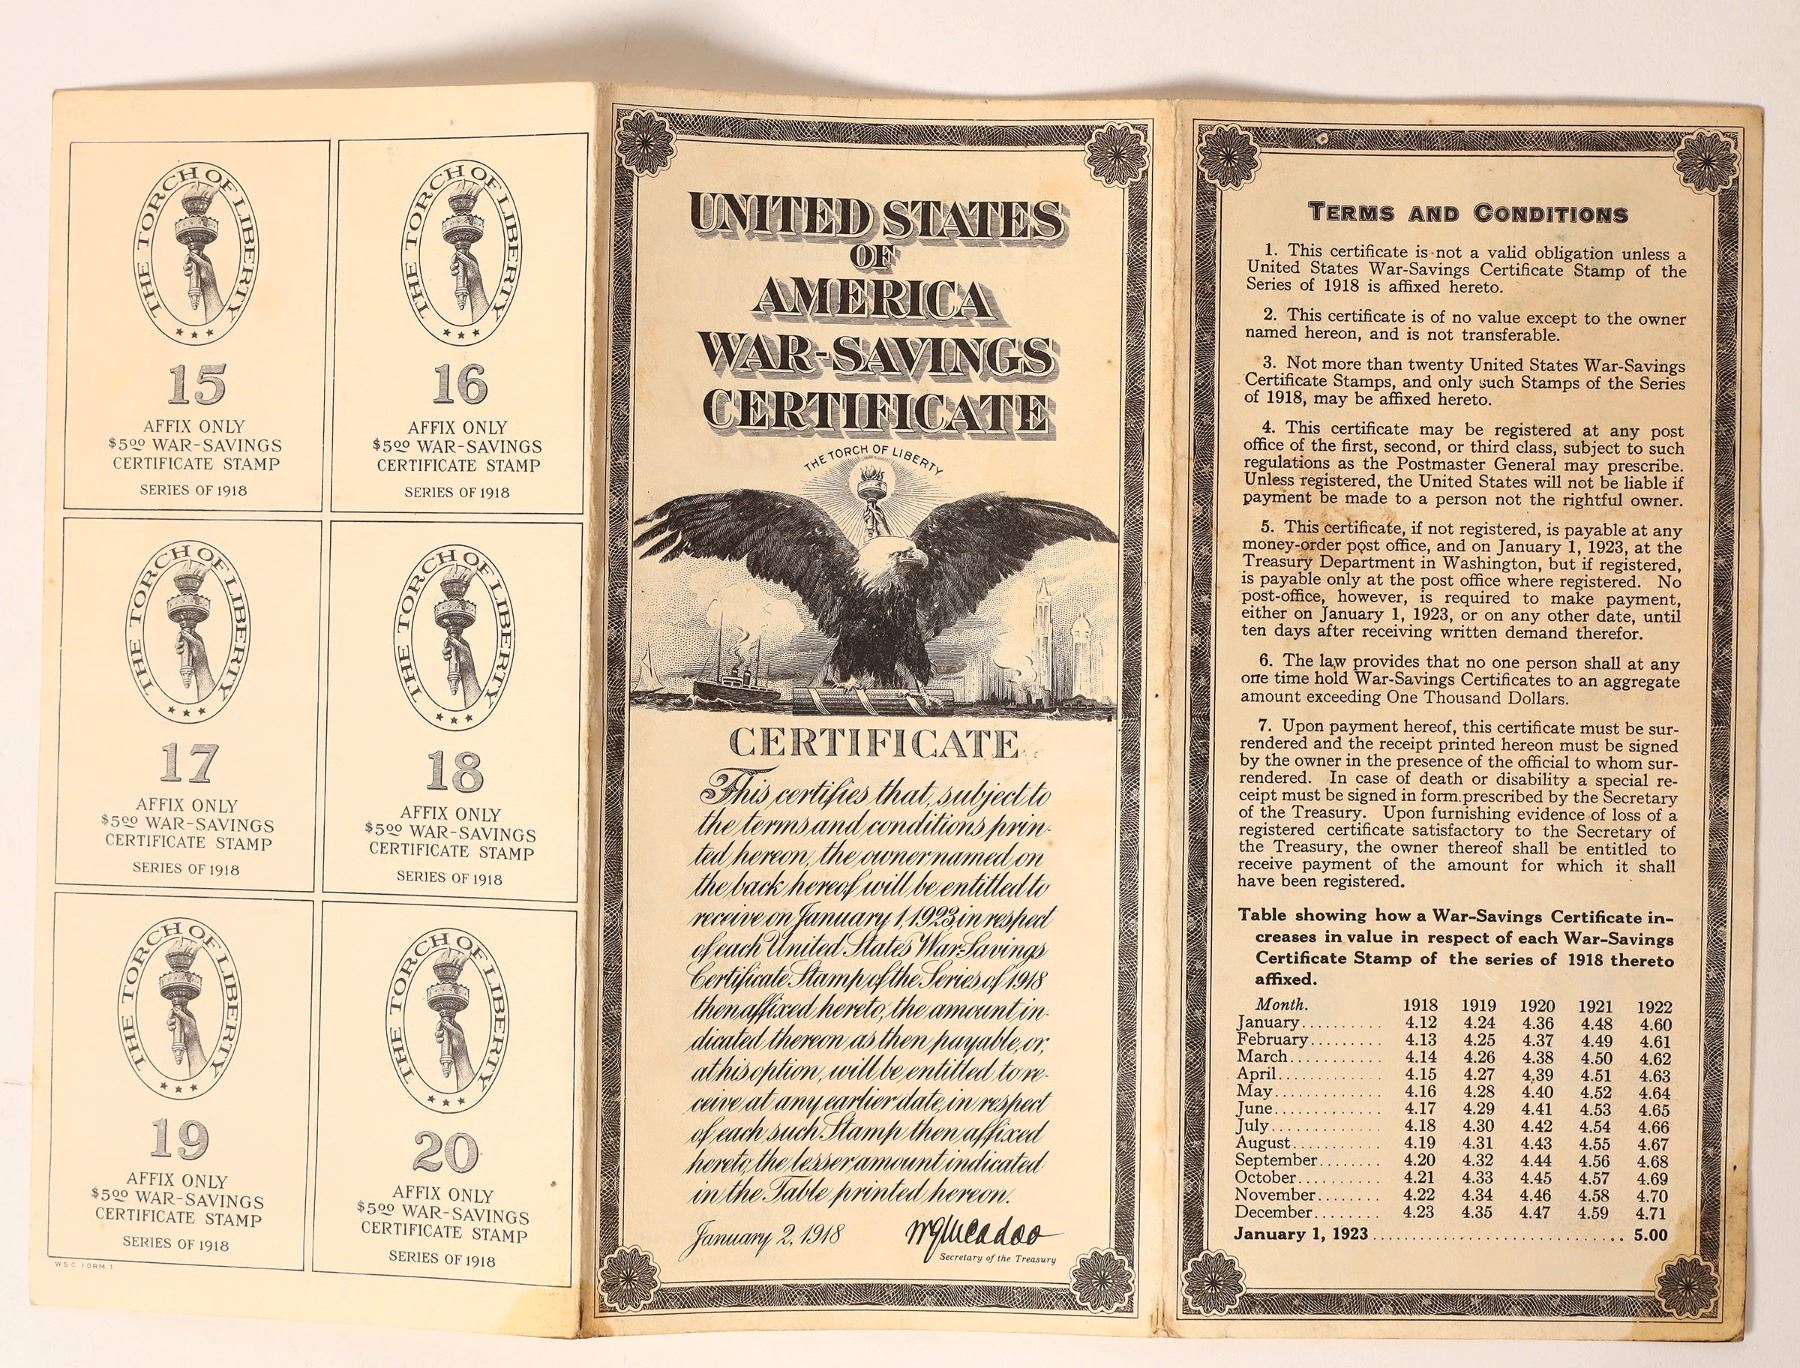 THE TORCH OF LIBERTY
15
AFFIX ONLY
$5.00 WAR-SAVINGS
CERTIFICATE STAMP
SERIES OF 1918
THE TORCH OF LIBERTY
16
AFFIX ONLY
$5.00 WAR-SAVINGS
CERTIFICATE STAMP
SERIES OF 1918
THE TORCH OF LIBERTY
17
AFFIX ONLY
$5.00 WAR-SAVINGS
CERTIFICATE STAMP
SERIES OF 1918
THE TORCH OF LIBERTY
18
AFFIX ONLY
$5.00 WAR-SAVINGS
CERTIFICATE STAMP
SERIES OF 1918
THE TORCH OF LIBERTY
19
AFFIX ONLY
$5.00 WAR-SAVINGS
CERTIFICATE STAMP
SERIES OF 1918
THE TORCH OF LIBERTY
20
AFFIX ONLY
$5.00 WAR-SAVINGS
CERTIFICATE STAMP
SERIES OF 1918
W S C FORM 1
UNITED STATES
OF
AMERICA
WAR-SAVINGS
CERTIFICATE
THE TORCH OF LIBERTY
CERTIFICATE
This certifies that, subject to
the terms and conditions prin-
ted hereon, the owner named on
the back hereof will be entitled to
receive on January 1, 1923, in respect
of each United States War-Savings
Certificate Stamp of the Series of 1918
then affixed hereto, the amount in-
dicated thereon as then payable, or,
at his option, will be entitled to re-
ceive at any earlier date, in respect
of each such Stamp then affixed
hereto, the lesser amount indicated
in the Table printed hereon.
January 2, 1918
W G McAdoo
Secretary of the Treasury
TERMS AND CONDITIONS
1. This certificate is not a valid obligation unless a
United States War-Savings Certificate Stamp of the
Series of 1918 is affixed hereto.
2. This certificate is of no value except to the owner
named hereon, and is not transferable.
3. Not more than twenty United States War-Savings
Certificate Stamps, and only such Stamps of the Series
of 1918, may be affixed hereto.
4. This certificate may be registered at any post
office of the first, second, or third class, subject to such
regulations as the Postmaster General may prescribe.
Unless registered, the United States will not be liable if
payment be made to a person not the rightful owner.
5. This certificate, if not registered, is payable at any
money-order post office, and on January 1, 1923, at the
Treasury Department in Washington, but if registered,
is payable only at the post office where registered. No
post-office, however, is required to make payment,
either on January 1, 1923, or on any other date, until
ten days after receiving written demand therefor.
6. The law provides that no one person shall at any
one time hold War-Savings Certificates to an aggregate
amount exceeding One Thousand Dollars.
7. Upon payment hereof, this certificate must be sur-
rendered and the receipt printed hereon must be signed
by the owner in the presence of the official to whom sur-
rendered. In case of death or disability a special re-
ceipt must be signed in form prescribed by the Secretary
of the Treasury. Upon furnishing evidence of loss of a
registered certificate satisfactory to the Secretary of
the Treasury, the owner thereof shall be entitled to
receive payment of the amount for which it shall
have been registered.
Table showing how a War-Savings Certificate in-
creases in value in respect of each War-Savings
Certificate Stamp of the series of 1918 thereto
affixed.
Month. 1918 1919 1920 1921 1922
January.......... 4.12 4.24 4.36 4.48 4.60
February......... 4.13 4.25 4.37 4.49 4.61
March........... 4.14 4.26 4.38 4.50 4.62
April............ 4.15 4.27 4.39 4.51 4.63
May............ 4.16 4.28 4.40 4.52 4.64
June............ 4.17 4.29 4.41 4.53 4.65
July............. 4.18 4.30 4.42 4.54 4.66
August........... 4.19 4.31 4.43 4.55 4.67
September........ 4.20 4.32 4.44 4.56 4.68
October.......... 4.21 4.33 4.45 4.57 4.69
November........ 4.22 4.34 4.46 4.58 4.70
December........ 4.23 4.35 4.47 4.59 4.71
January 1, 1923.............................. 5.00